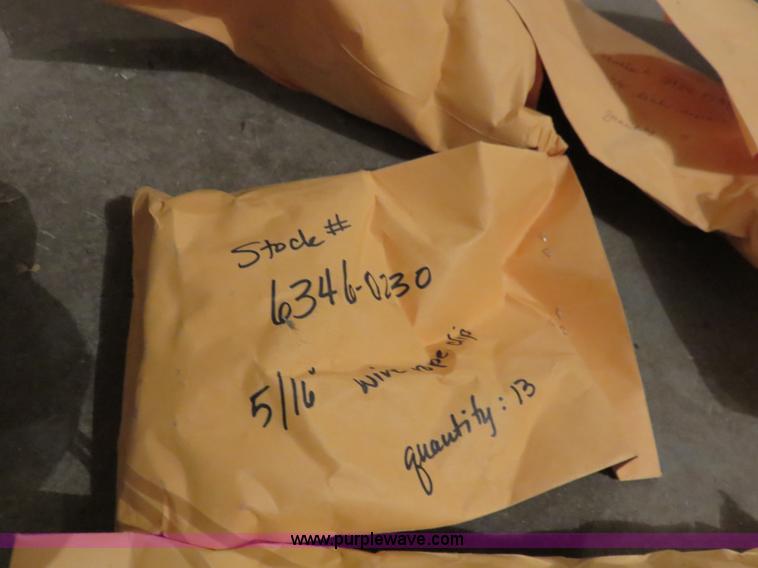 Stock #
6346-0230
5/16" wire rope clip
quantity: 13
www.purplewave.com